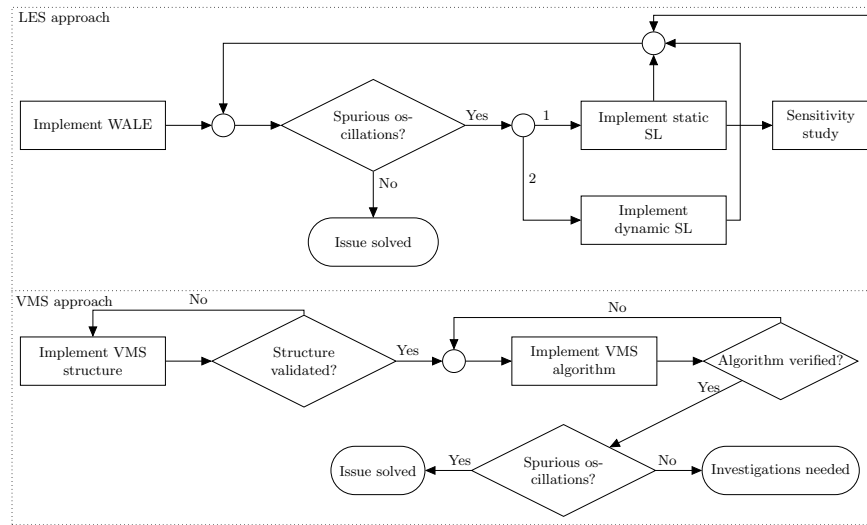 LES approach
Implement WALE
Spurious os-
cillations?
Yes
1
Implement static
SL
Sensitivity
study
No
2
Issue solved
Implement
dynamic SL
VMS approach
No
No
Implement VMS
structure
Structure
validated?
Yes
Implement VMS
algorithm
Algorithm verified?
Yes
Issue solved
Yes
Spurious os-
cillations?
No
Investigations needed